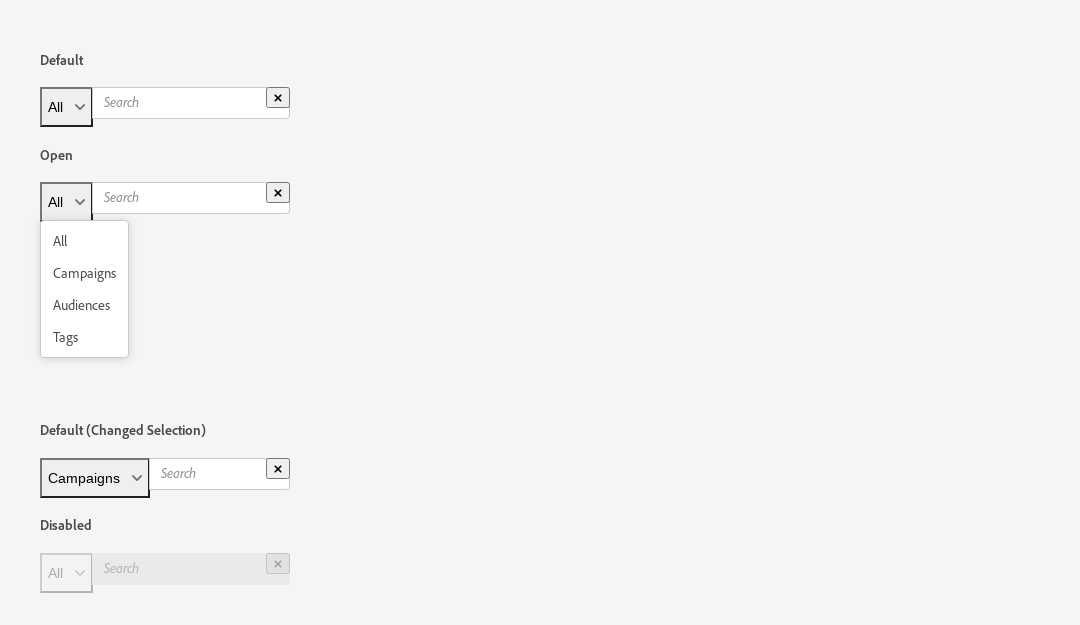 Default
All Search
Open
All Search
All
Campaigns
Audiences
Tags
Default (Changed Selection)
Campaigns Search
Disabled
All Search